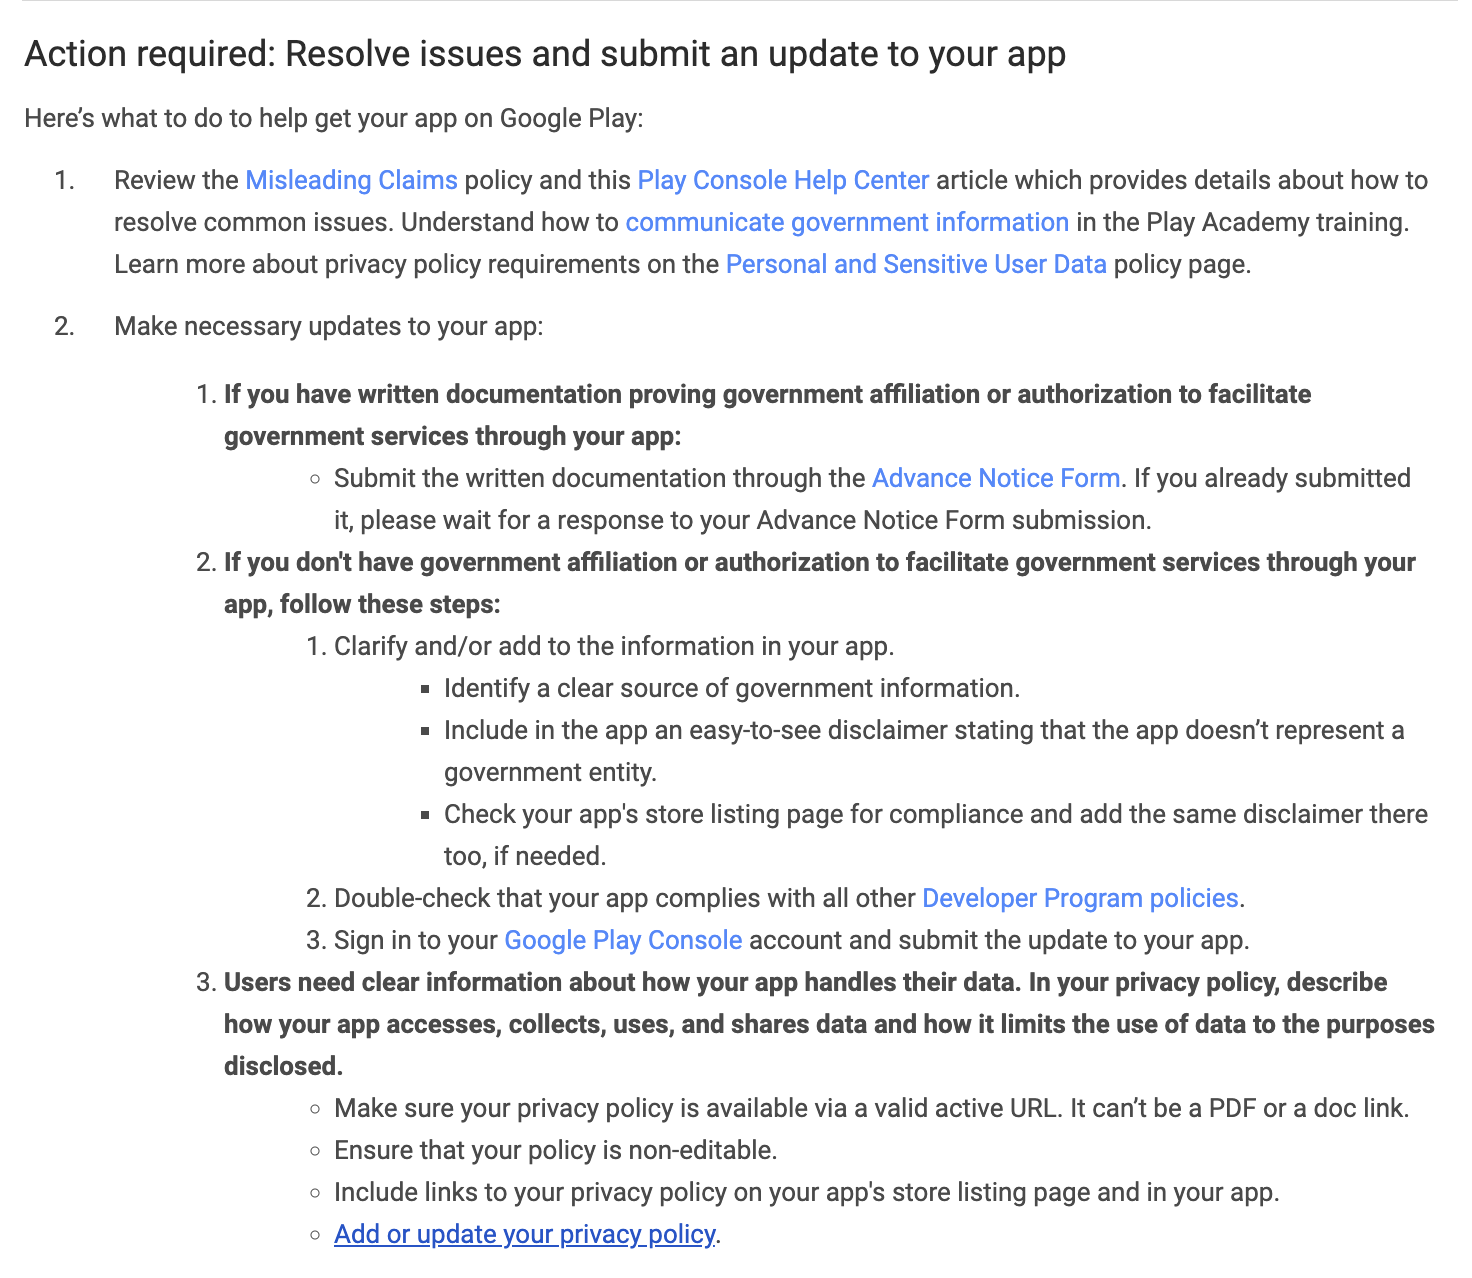 Action required: Resolve issues and submit an update to your app
Here’s what to do to help get your app on Google Play:
1. Review the Misleading Claims policy and this Play Console Help Center article which provides details about how to
resolve common issues. Understand how to communicate government information in the Play Academy training.
Learn more about privacy policy requirements on the Personal and Sensitive User Data policy page.
2. Make necessary updates to your app:
1. If you have written documentation proving government affiliation or authorization to facilitate
government services through your app:
◦ Submit the written documentation through the Advance Notice Form. If you already submitted
it, please wait for a response to your Advance Notice Form submission.
2. If you don't have government affiliation or authorization to facilitate government services through your
app, follow these steps:
1. Clarify and/or add to the information in your app.
▪ Identify a clear source of government information.
▪ Include in the app an easy-to-see disclaimer stating that the app doesn’t represent a
government entity.
▪ Check your app's store listing page for compliance and add the same disclaimer there
too, if needed.
2. Double-check that your app complies with all other Developer Program policies.
3. Sign in to your Google Play Console account and submit the update to your app.
3. Users need clear information about how your app handles their data. In your privacy policy, describe
how your app accesses, collects, uses, and shares data and how it limits the use of data to the purposes
disclosed.
◦ Make sure your privacy policy is available via a valid active URL. It can’t be a PDF or a doc link.
◦ Ensure that your policy is non-editable.
◦ Include links to your privacy policy on your app's store listing page and in your app.
◦ Add or update your privacy policy.